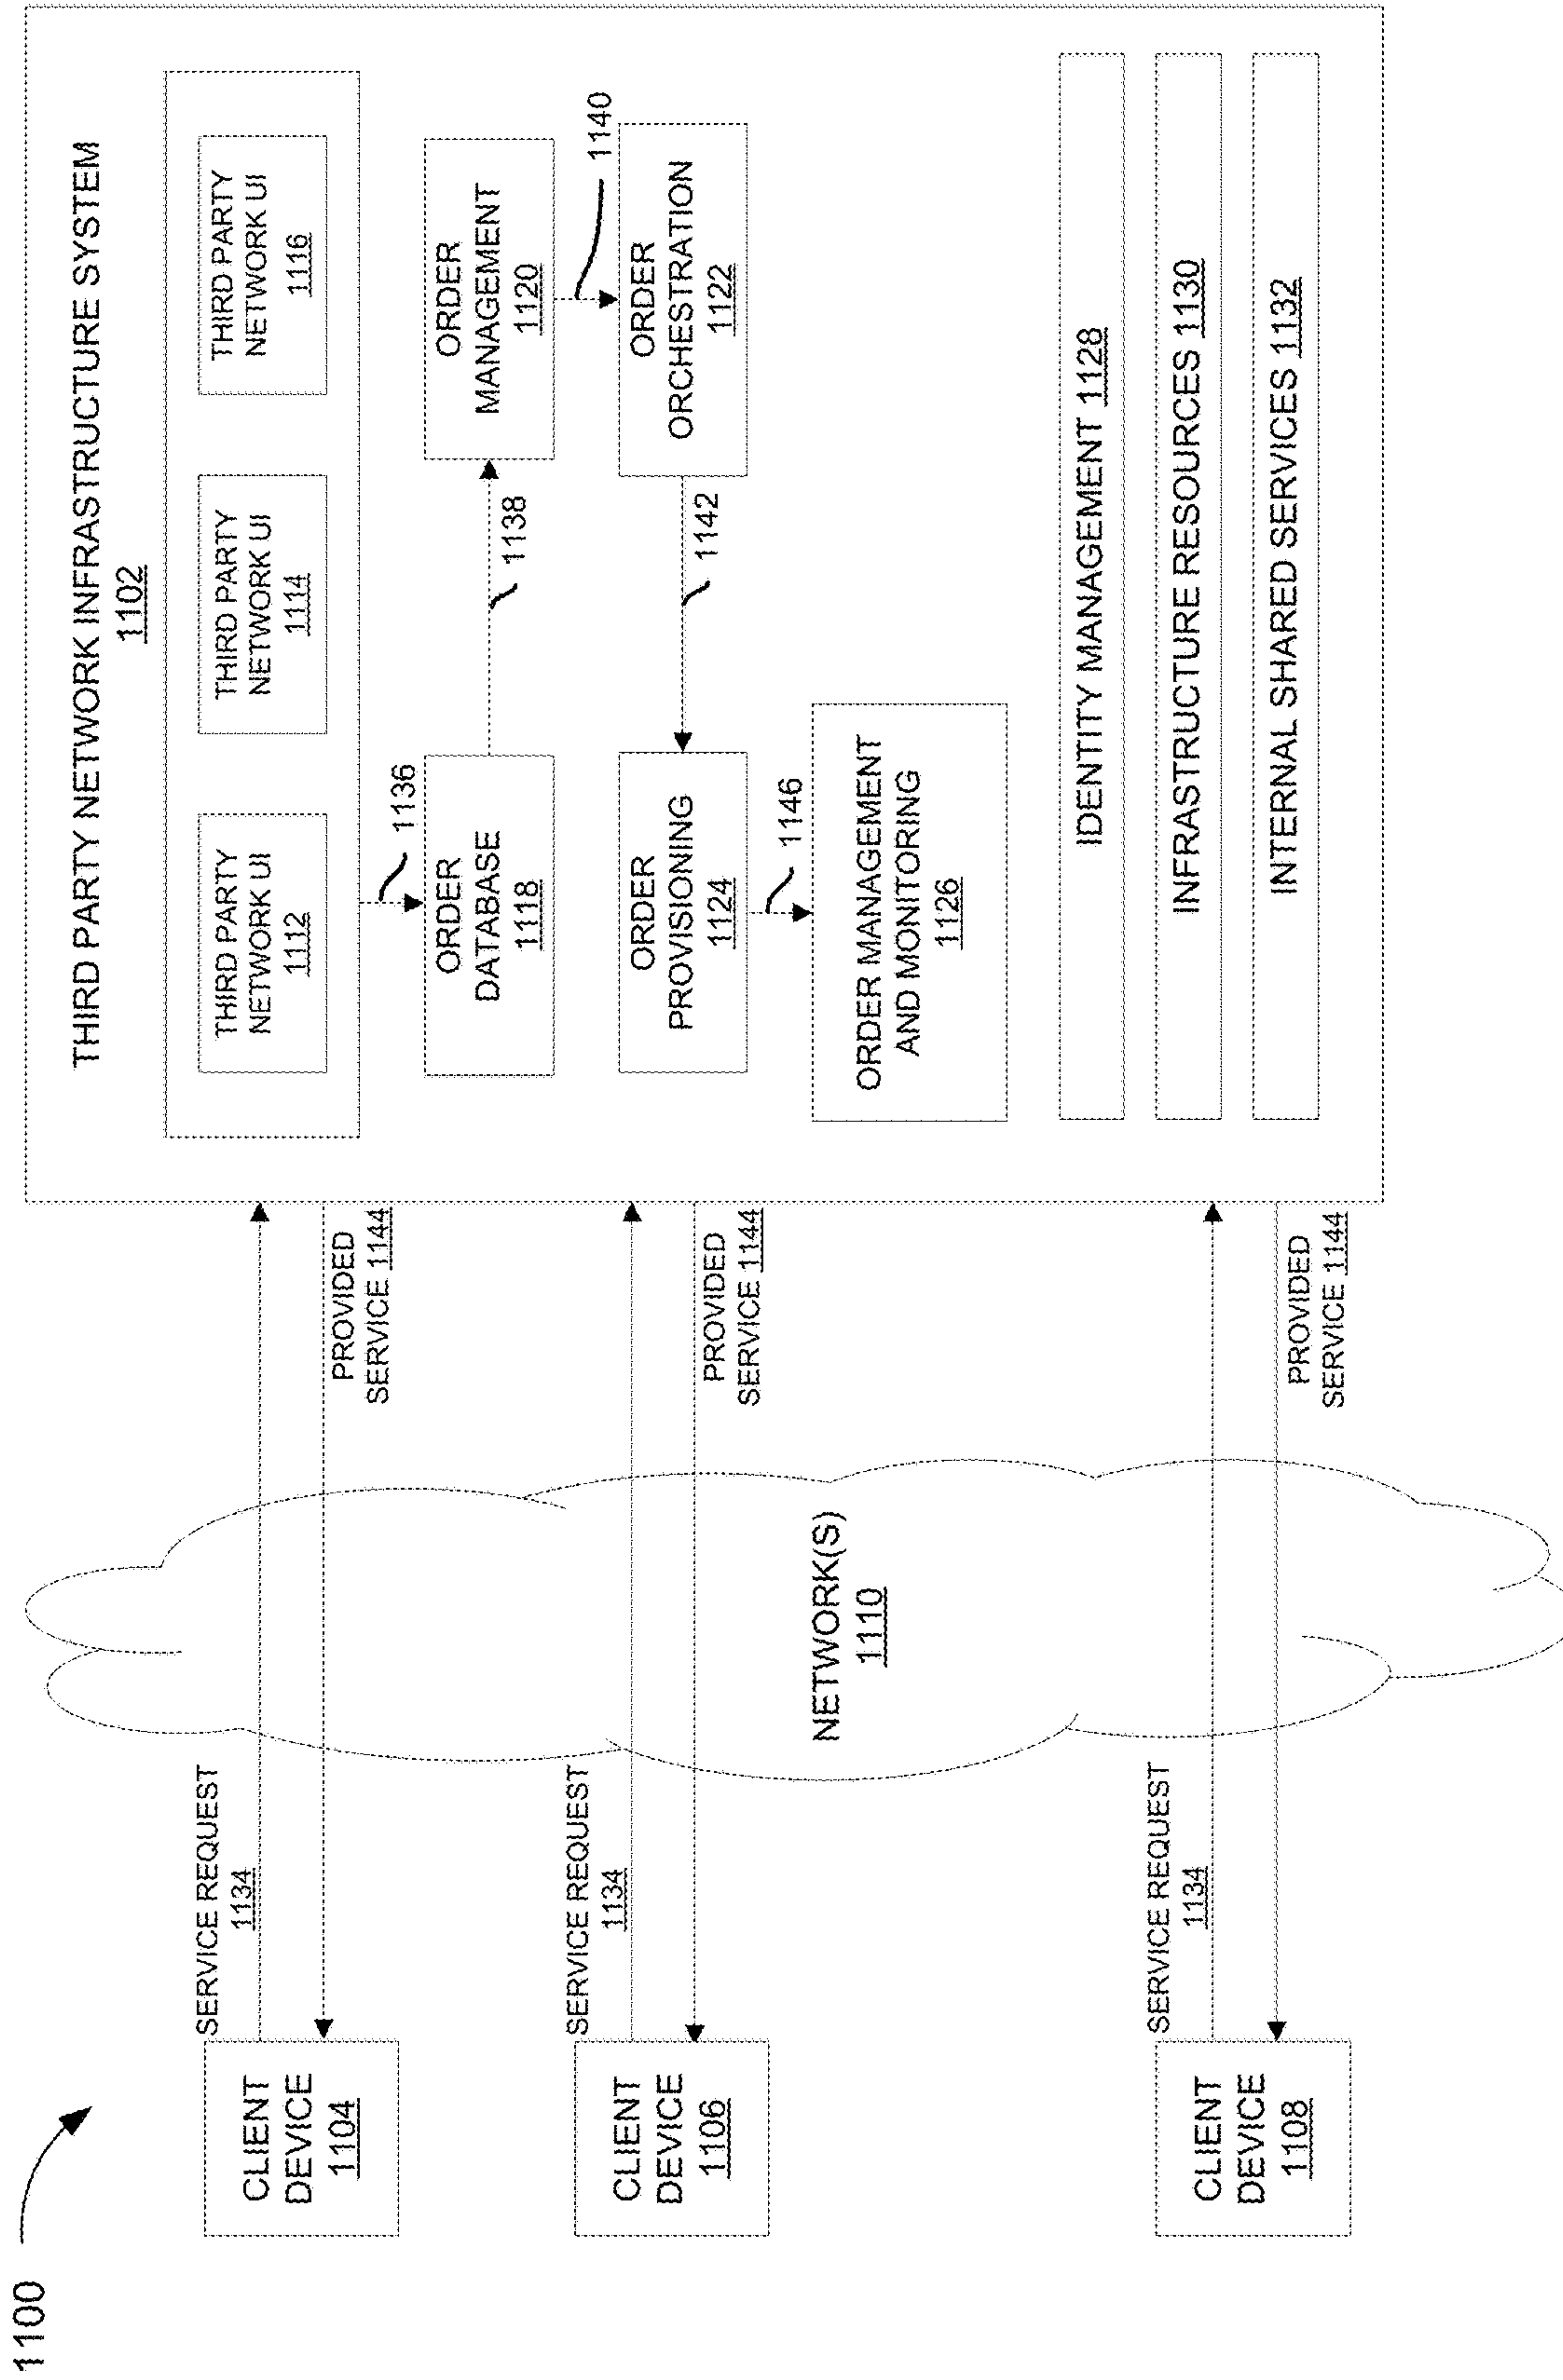 1100
CLIENT
DEVICE
1104
CLIENT
DEVICE
1106
CLIENT
DEVICE
1108
SERVICE REQUEST
1134
SERVICE REQUEST
1134
SERVICE REQUEST
1134
NETWORK(S)
1110
PROVIDED
SERVICE 1144
PROVIDED
SERVICE 1144
PROVIDED
SERVICE 1144
THIRD PARTY NETWORK INFRASTRUCTURE SYSTEM
1102
THIRD PARTY
NETWORK UI
1112
THIRD PARTY
NETWORK UI
1114
THIRD PARTY
NETWORK UI
1116
1136
ORDER
DATABASE
1118
1138
ORDER
MANAGEMENT
1120
1140
ORDER
PROVISIONING
1124
1142
ORDER
ORCHESTRATION
1122
1146
ORDER MANAGEMENT
AND MONITORING
1126
IDENTITY MANAGEMENT 1128
INFRASTRUCTURE RESOURCES 1130
INTERNAL SHARED SERVICES 1132